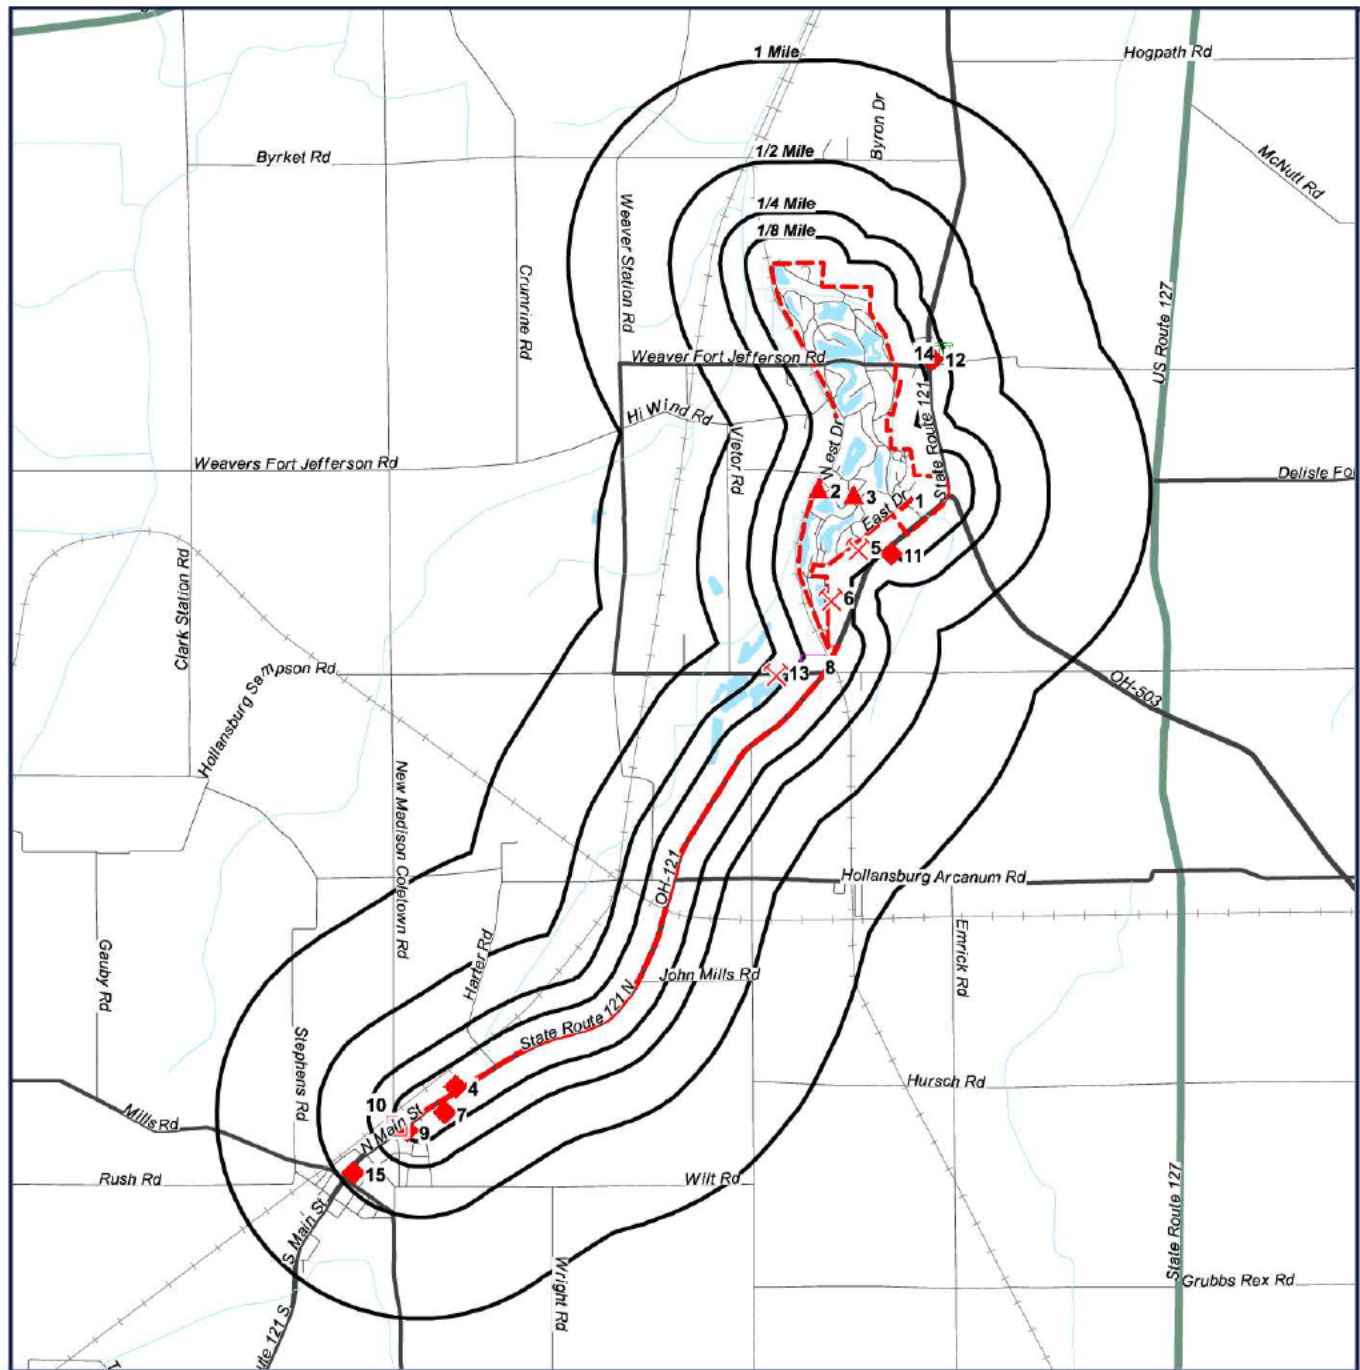 1 Mile
Hogpath Rd
Byron Dr
Byrket Rd
1/2 Mile
McNutt Rd
Weaver Station Rd
1/4 Mile
1/8 Mile
Crumrine Rd
US Route 127
Weaver Fort Jefferson Rd
14
12
Hi Wind Rd
State Route 121
West Dr
Vietor Rd
Weavers Fort Jefferson Rd
Delisle Fo
2
3
1
East Dr
5
11
Clark Station Rd
6
Hollansburg Sampson Rd
13
8
OH-503
New Madison Coletown Rd
OH-121
Hollansburg Arcanum Rd
Gauby Rd
Harter Rd
John Mills Rd
Emrick Rd
State Route 121 N
Stephens Rd
Hursch Rd
4
10
7
Mills Rd
N Main St
9
15
Rush Rd
Wilt Rd
State Route 127
S Main St
Wright Rd
Grubbs Rex Rd
ute 121 S